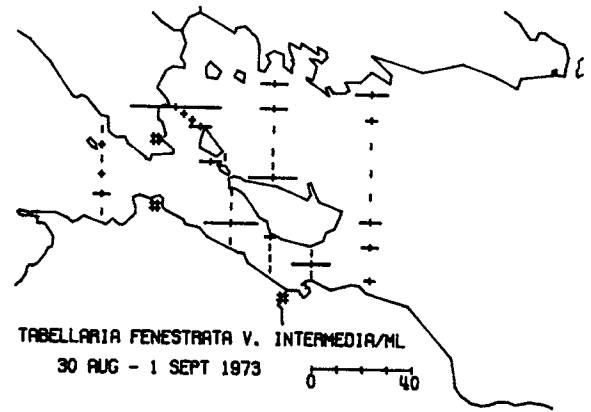 TABELLARIA FENESTRATA V. INTERMEDIA/ML
30 AUG - 1 SEPT 1973
0 40